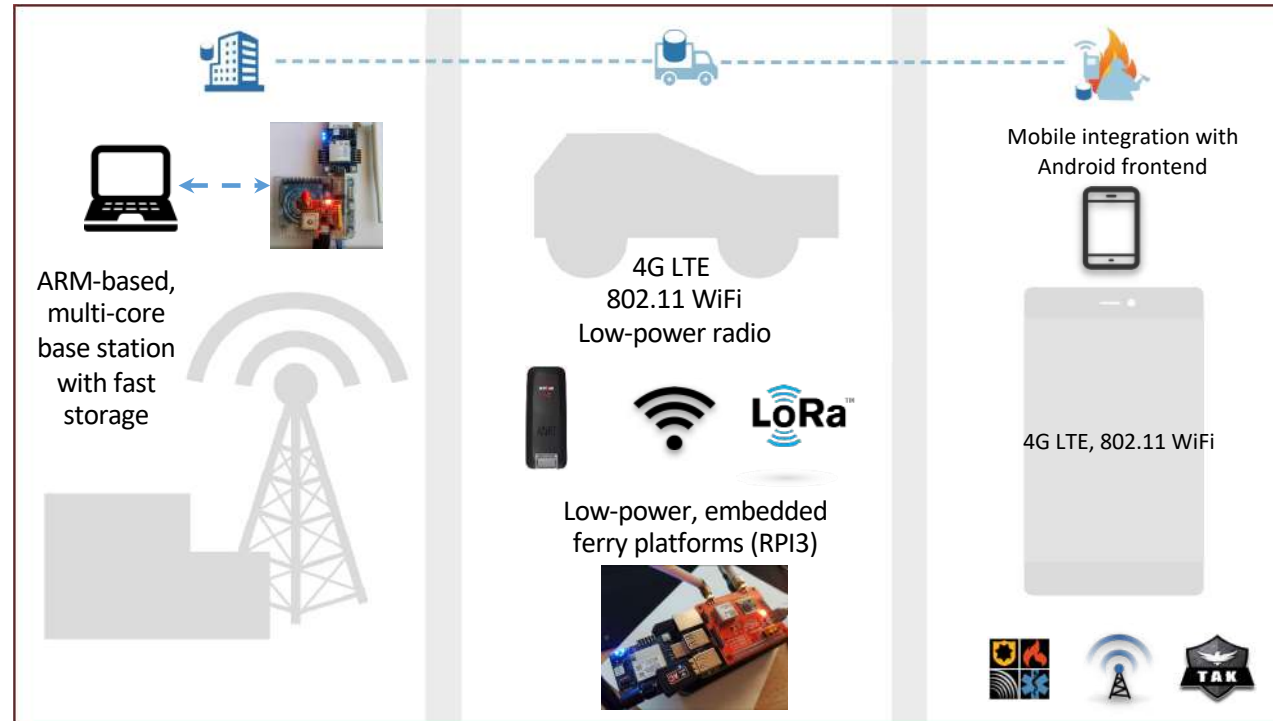 ARM-based,
multi-core
base station
with fast
storage
4G LTE
802.11 WiFi
Low-power radio
LoRa™
Low-power, embedded
ferry platforms (RPI3)
Mobile integration with
Android frontend
4G LTE, 802.11 WiFi
TAK